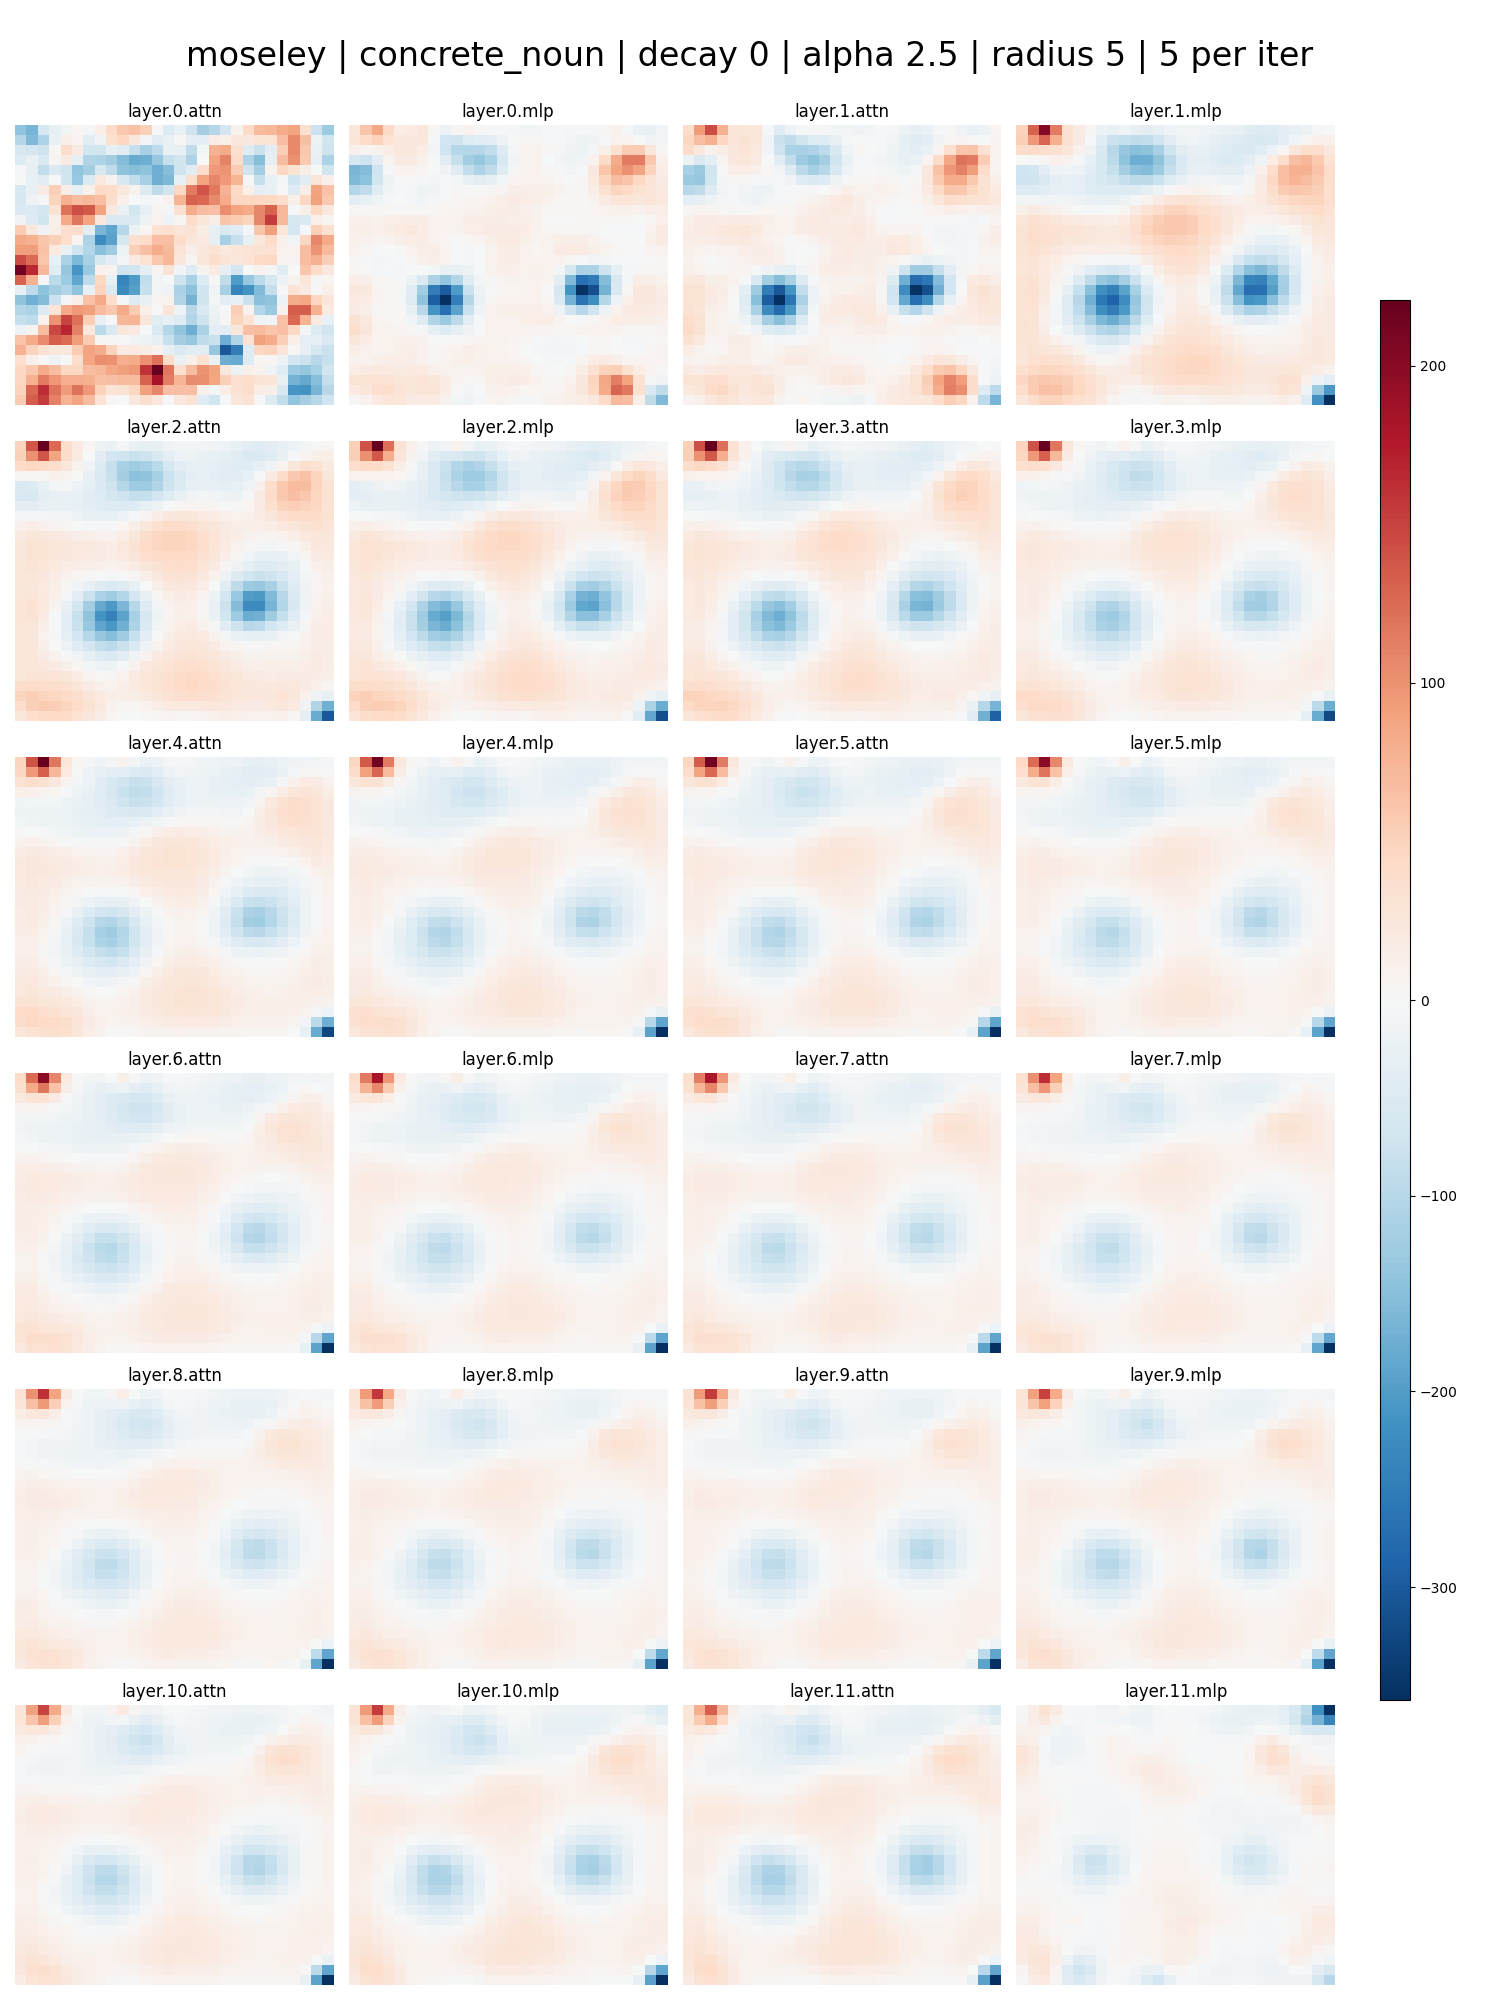 moseley | concrete_noun | decay 0 | alpha 2.5 | radius 5 | 5 per iter
layer.0.attn
layer.0.mlp
layer.1.attn
layer.1.mlp
layer.2.attn
layer.2.mlp
layer.3.attn
layer.3.mlp
layer.4.attn
layer.4.mlp
layer.5.attn
layer.5.mlp
layer.6.attn
layer.6.mlp
layer.7.attn
layer.7.mlp
layer.8.attn
layer.8.mlp
layer.9.attn
layer.9.mlp
layer.10.attn
layer.10.mlp
layer.11.attn
layer.11.mlp
200
100
0
−100
−200
−300